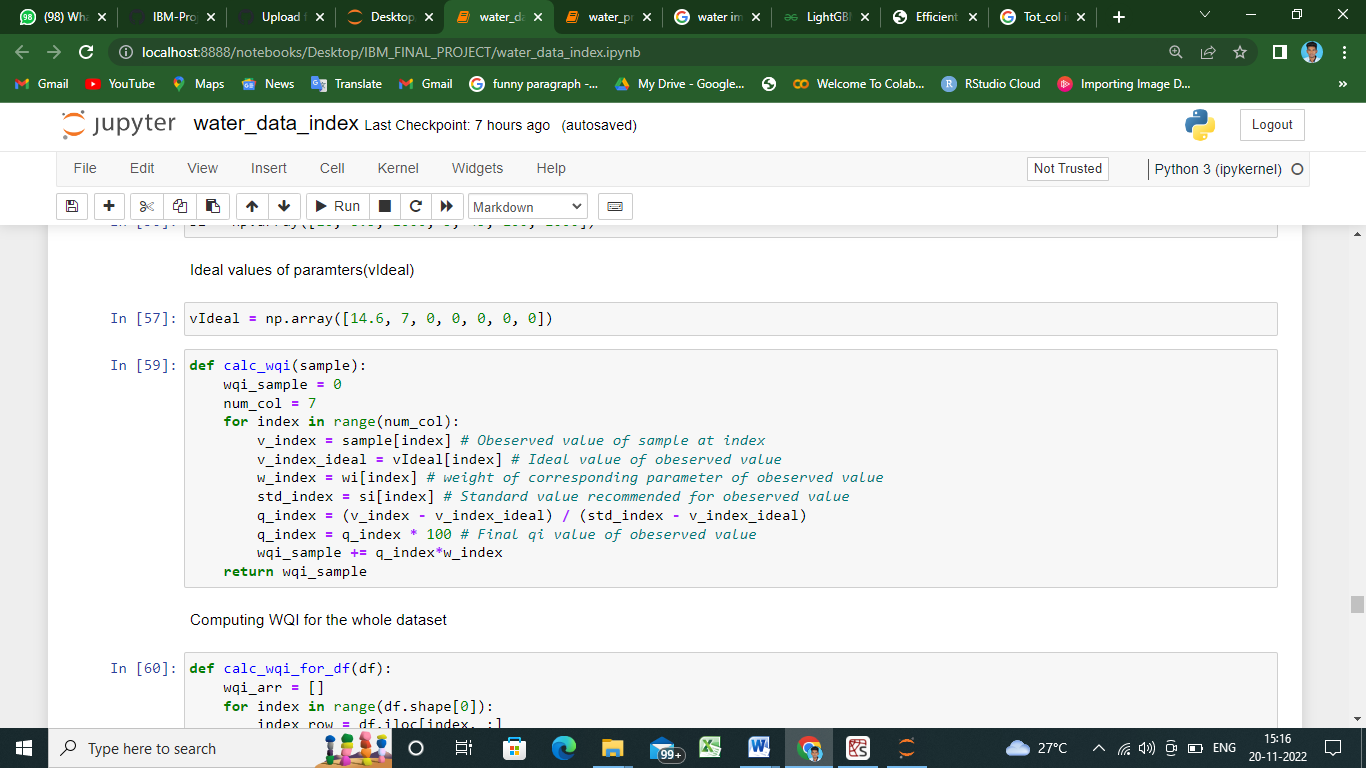 (98) Wha
IBM-Proj
Upload f
Desktop
water_da
water_pr
water im
LightGBM
Efficient
Tot_col i
localhost:8888/notebooks/Desktop/IBM_FINAL_PROJECT/water_data_index.ipynb
Gmail
YouTube
Maps
News
Translate
Gmail
funny paragraph -...
My Drive - Google...
Welcome To Colab...
RStudio Cloud
Importing Image D...
»
jupyter water_data_index Last Checkpoint: 7 hours ago (autosaved)
Logout
File Edit View Insert Cell Kernel Widgets Help
Not Trusted
Python 3 (ipykernel)
Run
Markdown
Ideal values of paramters(vIdeal)
In [57]: vIdeal = np.array([14.6, 7, 0, 0, 0, 0, 0])
In [59]: def calc_wqi(sample):
wqi_sample = 0
num_col = 7
for index in range(num_col):
v_index = sample[index] # Obeserved value of sample at index
v_index_ideal = vIdeal[index] # Ideal value of obeserved value
w_index = wi[index] # weight of corresponding parameter of obeserved value
std_index = si[index] # Standard value recommended for obeserved value
q_index = (v_index - v_index_ideal) / (std_index - v_index_ideal)
q_index = q_index * 100 # Final qi value of obeserved value
wqi_sample += q_index*w_index
return wqi_sample
Computing WQI for the whole dataset
In [60]: def calc_wqi_for_df(df):
wqi_arr = []
for index in range(df.shape[0]):
index_row = df.iloc[index, :]
Type here to search
99+
27°C
ENG
15:16
20-11-2022